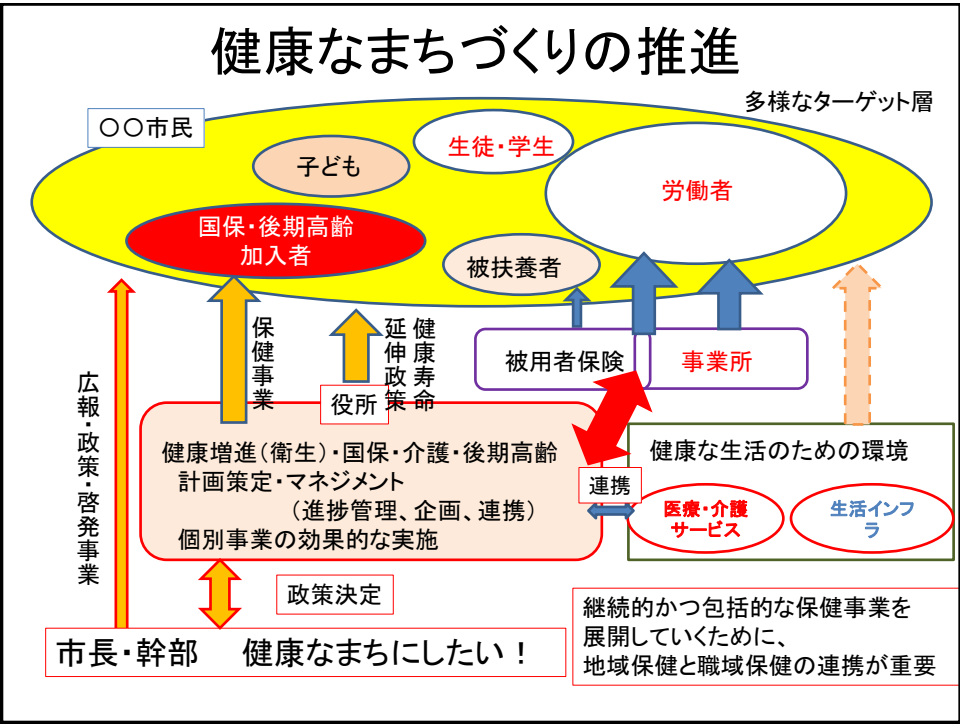 健康なまちづくりの推進
多様なターゲット層
〇〇市民
子ども
生徒・学生
労働者
国保・後期高齢
加入者
被扶養者
保健事業
健康寿命
延伸政策
被用者保険
事業所
広報・政策・啓発事業
役所
健康増進(衛生)・国保・介護・後期高齢
計画策定・マネジメント
(進捗管理、企画、連携)
個別事業の効果的な実施
連携
健康な生活のための環境
医療・介護
サービス
生活インフ
ラ
政策決定
市長・幹部 健康なまちにしたい！
継続的かつ包括的な保健事業を
展開していくために、
地域保健と職域保健の連携が重要